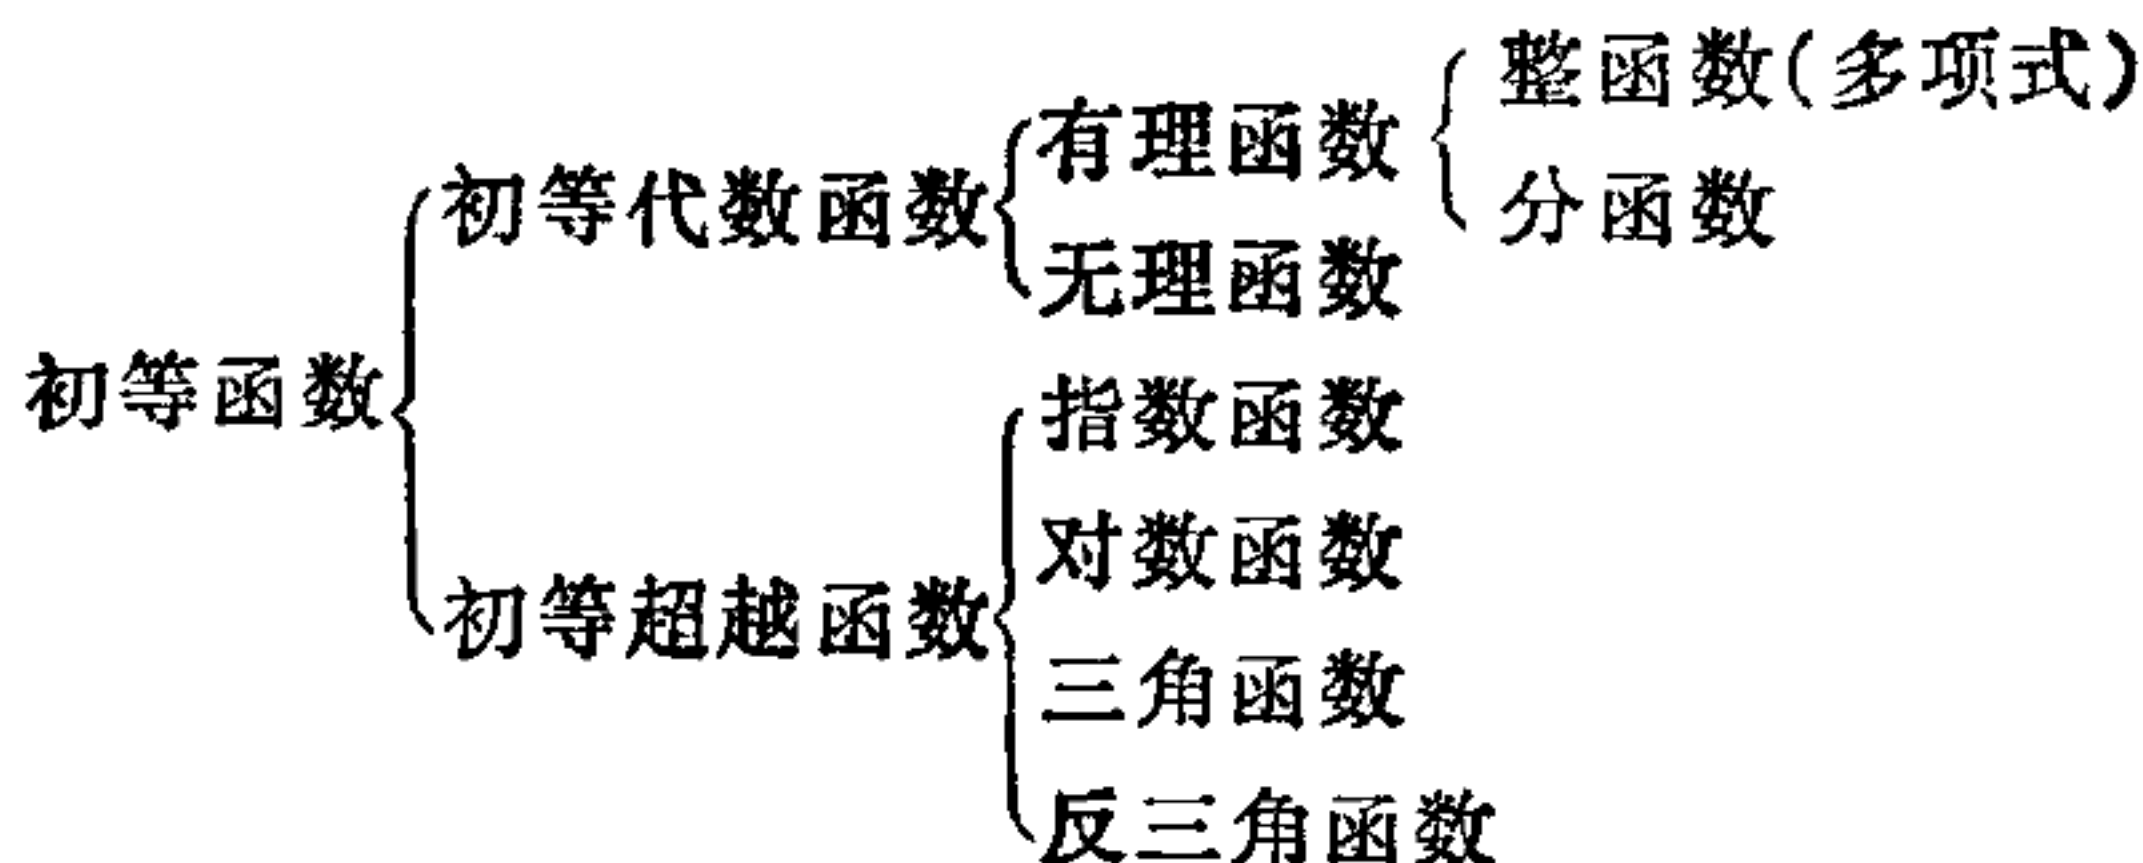 整函数(多项式)
有理函数
分函数
初等代数函数
无理函数
初等函数
指数函数
对数函数
初等超越函数
三角函数
反三角函数